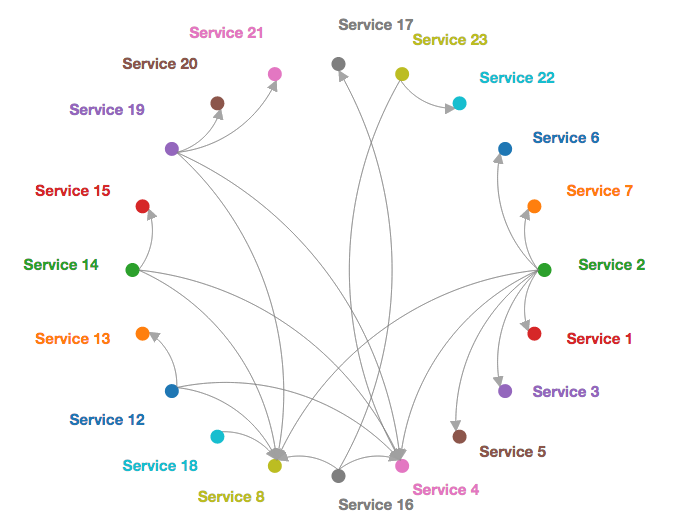 Service 17
Service 21
Service 23
Service 20
Service 22
Service 19
Service 6
Service 15
Service 7
Service 14
Service 2
Service 13
Service 1
Service 3
Service 12
Service 5
Service 18
Service 4
Service 8
Service 16